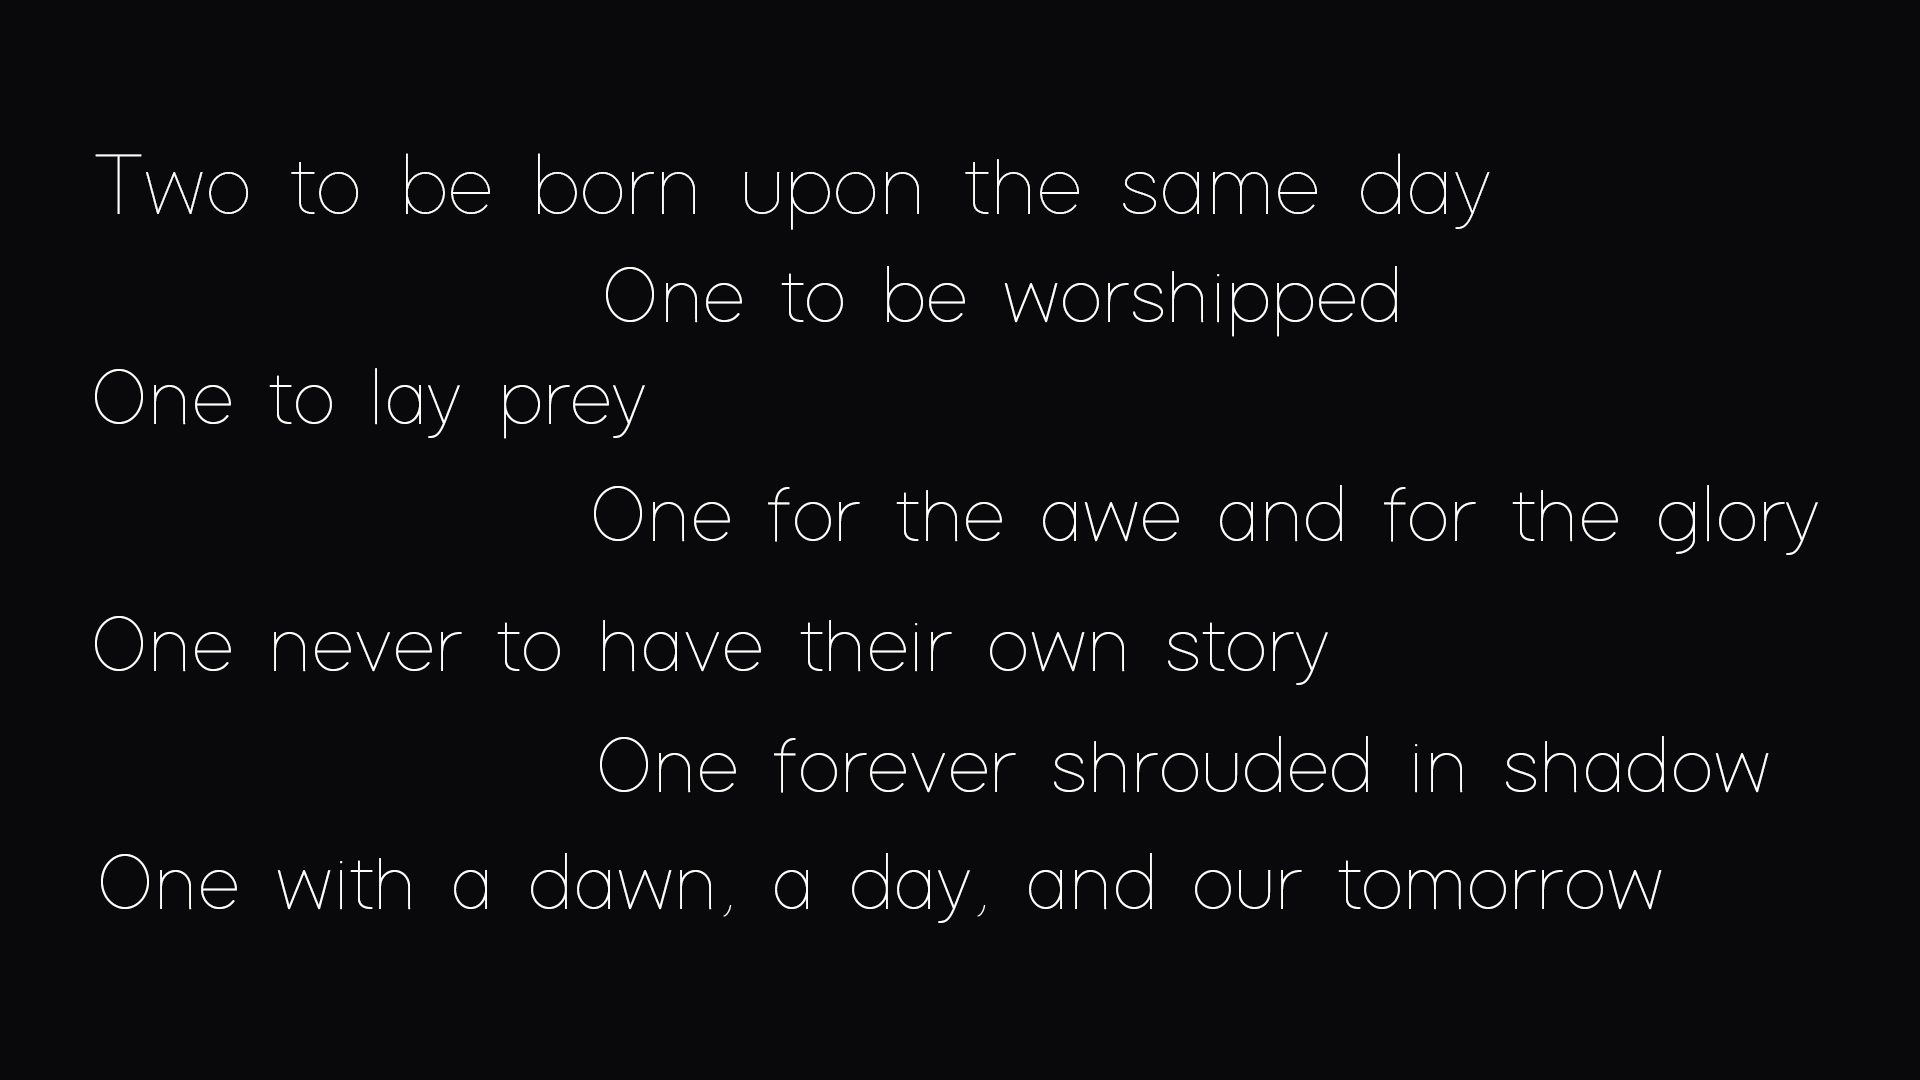 Two to be born upon the same day
One to be worshipped
One to lay prey
One for the awe and for the glory
One never to have their own story
One forever shrouded in shadow
One with a dawn, a day, and our tomorrow